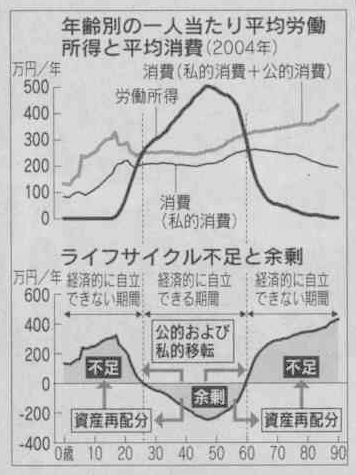 年齢別の一人当たり平均労働
所得と平均消費(2004年)
万円/年
消費(私的消費+公的消費)
500
労働所得
400
300
200
100
0
消費
(私的消費)
ライフサイクル不足と余剰
万円/年
600
経済的に自立
できない期間
経済的に自立
できる期間
経済的に自立
できない期間
400
公的および
私的移転
200
不足
不足
0
余剰
-200
資産再配分
資産再配分
-400
0歳 10 20 30 40 50 60 70 80 90